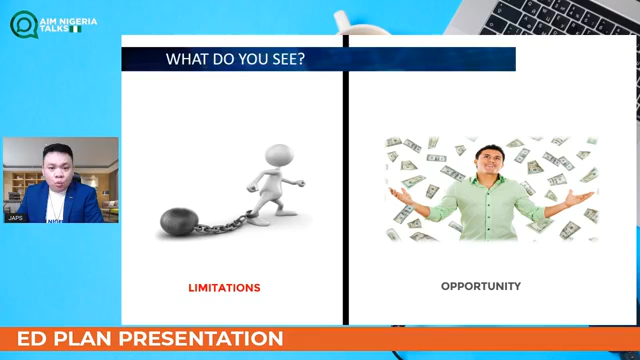 AIM NIGERIA
TALKS
WHAT DO YOU SEE?
JAPS
LIMITATIONS
OPPORTUNITY
ED PLAN PRESENTATION